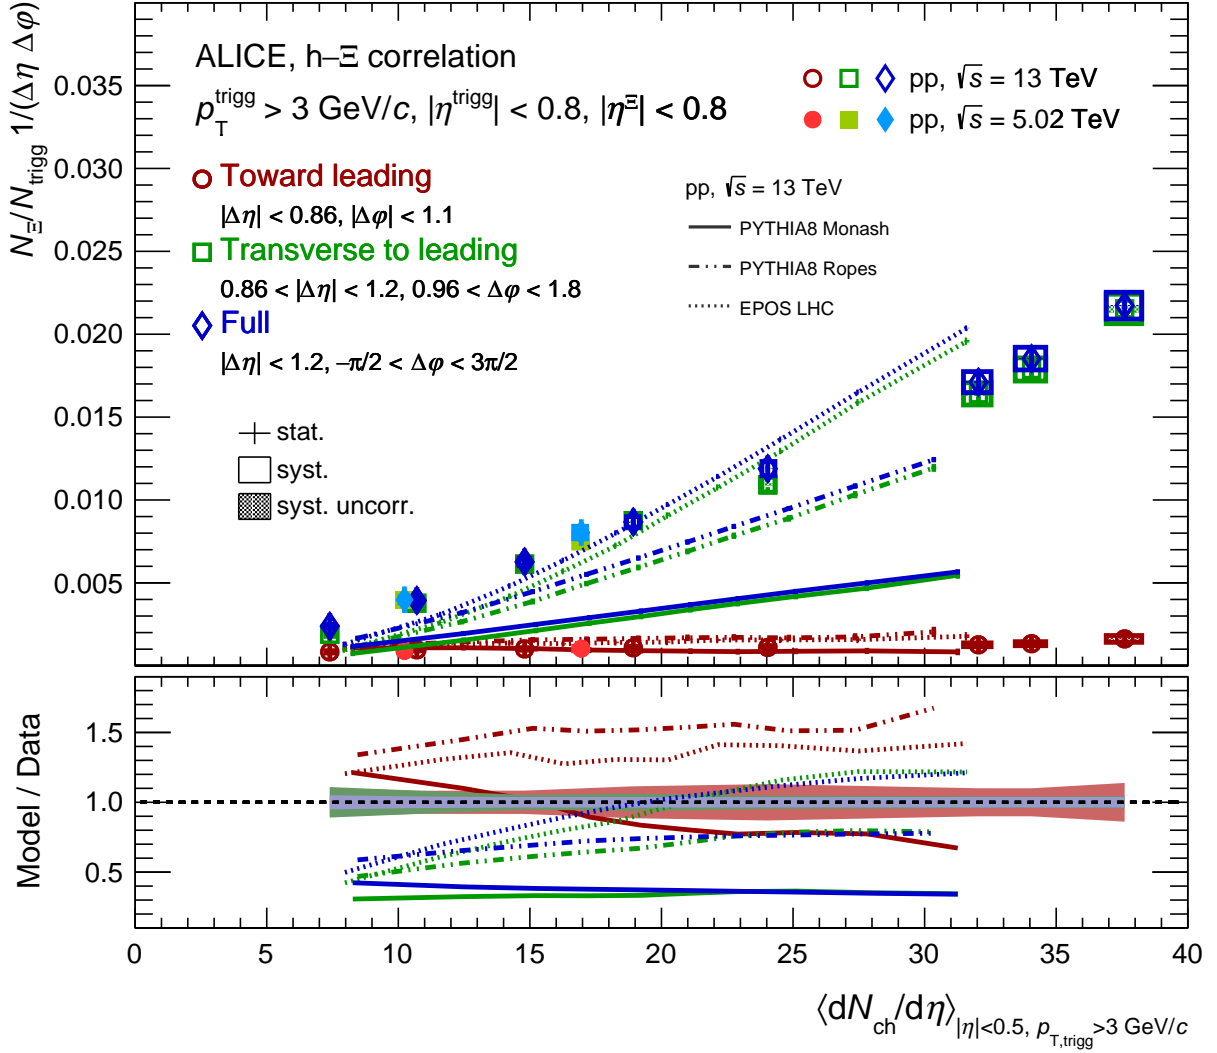 N_Ξ/N_trigg 1/(Δη Δφ)
0.035
0.030
0.025
0.020
0.015
0.010
0.005
ALICE, h–Ξ correlation
p_T^trigg > 3 GeV/c, |η^trigg| < 0.8, |η^Ξ| < 0.8
pp, √s = 13 TeV
pp, √s = 5.02 TeV
Toward leading
|Δη| < 0.86, |Δφ| < 1.1
Transverse to leading
0.86 < |Δη| < 1.2, 0.96 < Δφ < 1.8
Full
|Δη| < 1.2, –π/2 < Δφ < 3π/2
pp, √s = 13 TeV
PYTHIA8 Monash
PYTHIA8 Ropes
EPOS LHC
stat.
syst.
syst. uncorr.
Model / Data
1.5
1.0
0.5
0 5 10 15 20 25 30 35 40
⟨dN_ch/dη⟩_|η|<0.5, p_T,trigg>3 GeV/c